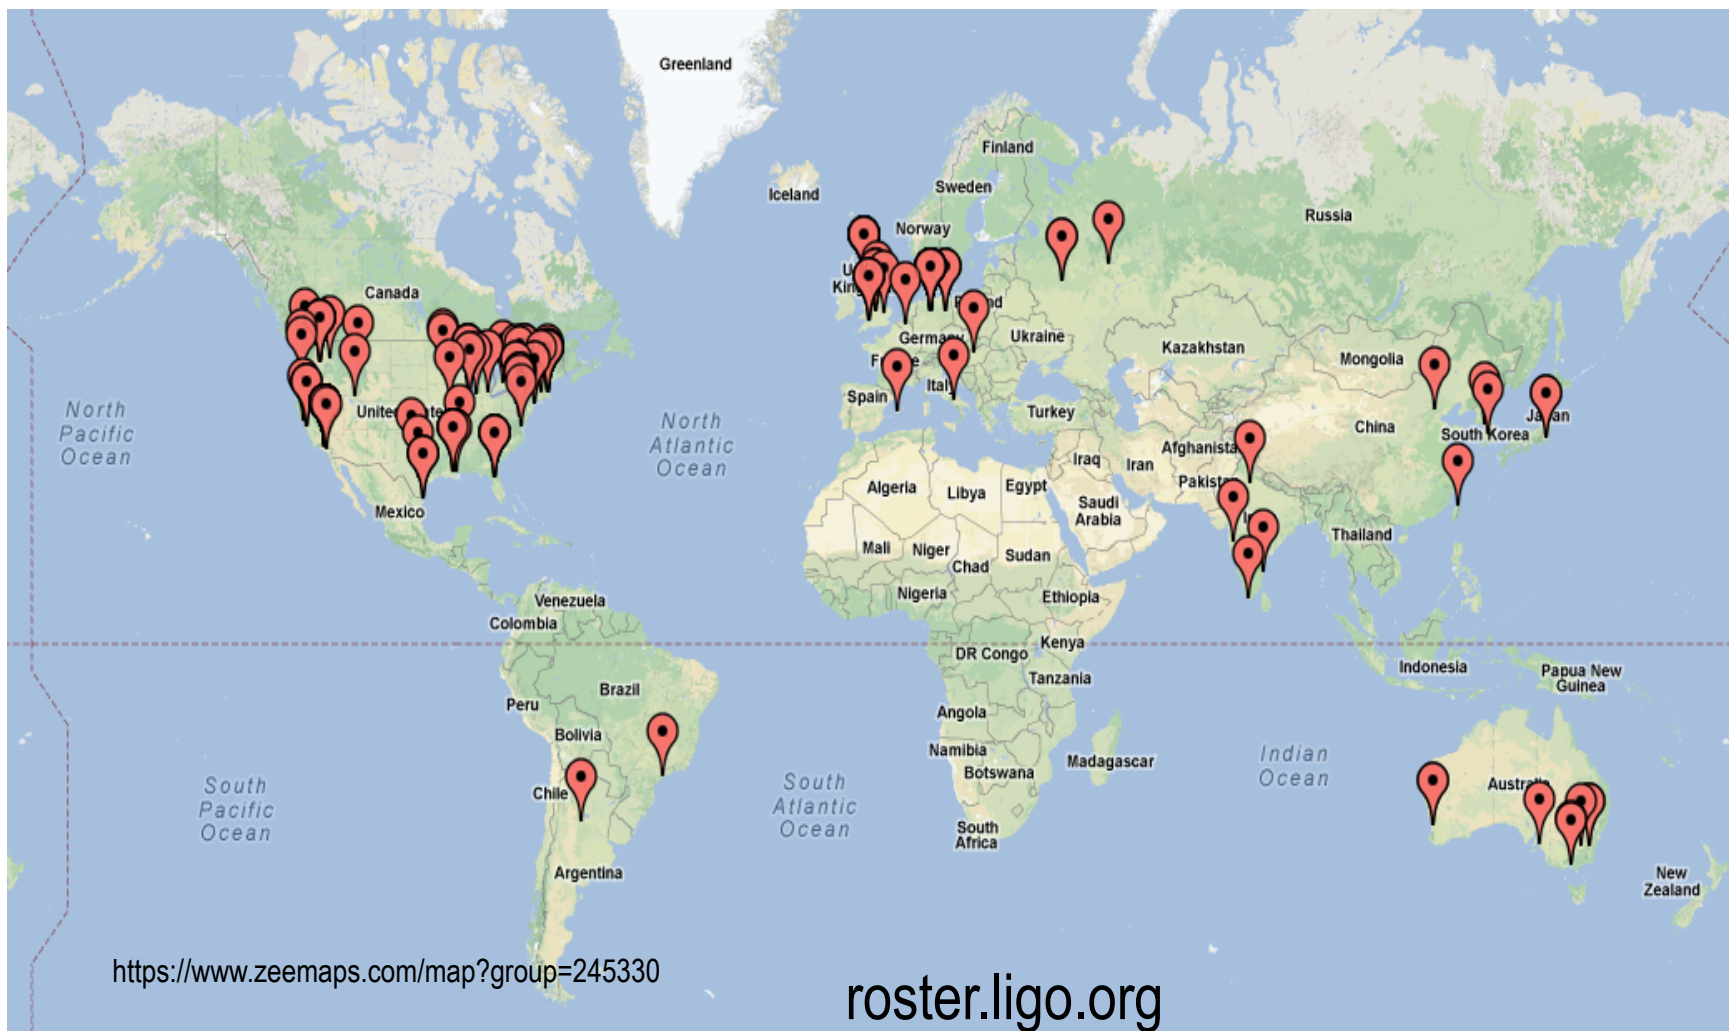 Greenland
Finland
Iceland
Sweden
Norway
Russia
Canada
Germany
Ukraine
Kazakhstan
Mongolia
Spain
Italy
Turkey
North
Pacific
Ocean
North
Atlantic
Ocean
China
South Korea
Iraq
Iran
Algeria
Libya
Egypt
Saudi
Arabia
Mexico
Mali
Niger
Sudan
Chad
Thailand
Venezuela
Nigeria
Ethiopia
Colombia
Kenya
DR Congo
Indonesia
Papua New
Guinea
Tanzania
Brazil
Peru
Angola
Bolivia
Namibia
Botswana
Madagascar
Indian
Ocean
South
Pacific
Ocean
Chile
South
Atlantic
Ocean
South
Africa
Argentina
New
Zealand
https://www.zeemaps.com/map?group=245330
roster.ligo.org